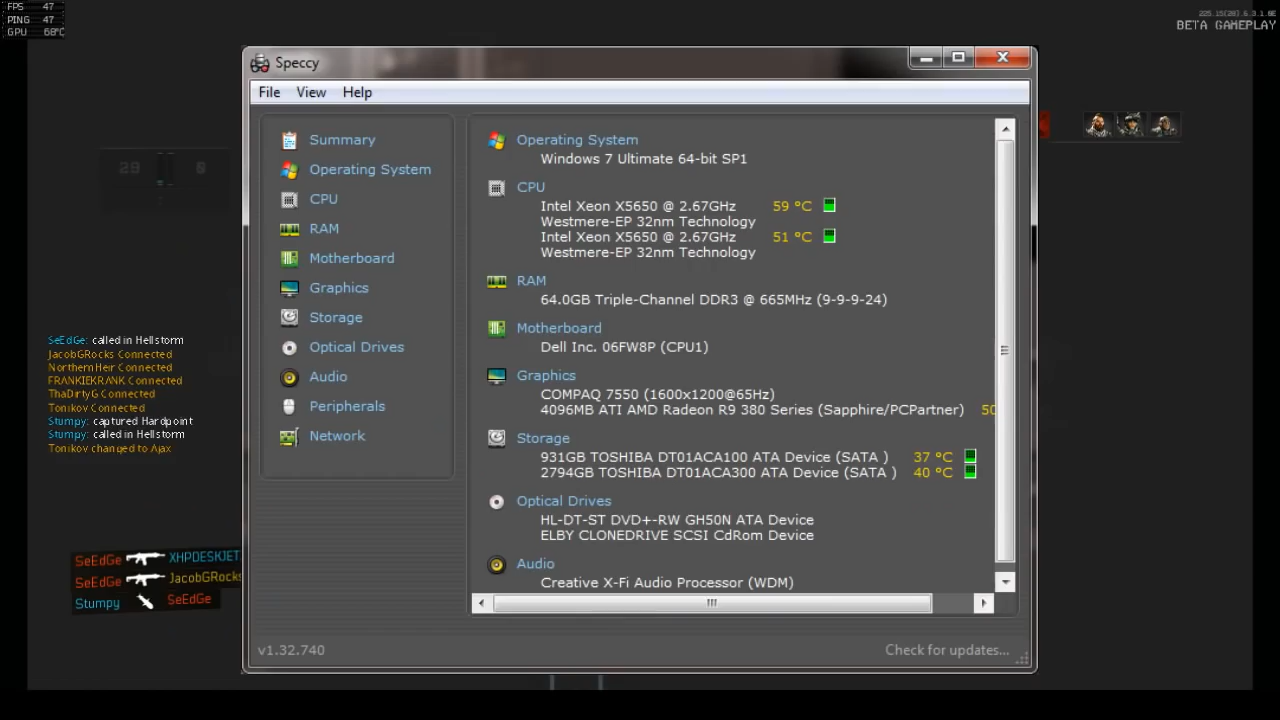 FPS 47
PING 47
GPU 68°C
BETA GAMEPLAY
Speccy
File View Help
Summary
Operating System
CPU
RAM
Motherboard
Graphics
Storage
Optical Drives
Audio
Peripherals
Network
Operating System
Windows 7 Ultimate 64-bit SP1
CPU
Intel Xeon X5650 @ 2.67GHz 59 °C
Westmere-EP 32nm Technology
Intel Xeon X5650 @ 2.67GHz 51 °C
Westmere-EP 32nm Technology
RAM
64.0GB Triple-Channel DDR3 @ 665MHz (9-9-9-24)
Motherboard
Dell Inc. 06FW8P (CPU1)
Graphics
COMPAQ 7550 (1600x1200@65Hz)
4096MB ATI AMD Radeon R9 380 Series (Sapphire/PCPartner) 50
Storage
931GB TOSHIBA DT01ACA100 ATA Device (SATA ) 37 °C
2794GB TOSHIBA DT01ACA300 ATA Device (SATA ) 40 °C
Optical Drives
HL-DT-ST DVD+-RW GH50N ATA Device
ELBY CLONEDRIVE SCSI CdRom Device
Audio
Creative X-Fi Audio Processor (WDM)
v1.32.740
Check for updates...
29 0
SeEdGe: called in Hellstorm
JacobGRocks Connected
NorthernHeir Connected
FRANKIEKRANK Connected
ThaDirtyG Connected
Tonikov Connected
Stumpy: captured Hardpoint
Stumpy: called in Hellstorm
Tonikov changed to Ajax
SeEdGe XHPDESKJET
SeEdGe JacobGRocks
Stumpy SeEdGe